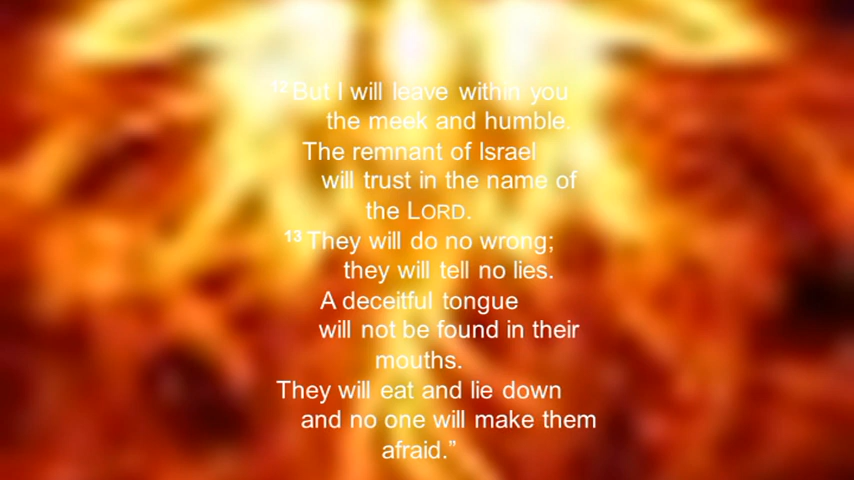 12 But I will leave within you
the meek and humble.
The remnant of Israel
will trust in the name of
the LORD.
13 They will do no wrong;
they will tell no lies.
A deceitful tongue
will not be found in their
mouths.
They will eat and lie down
and no one will make them
afraid.”